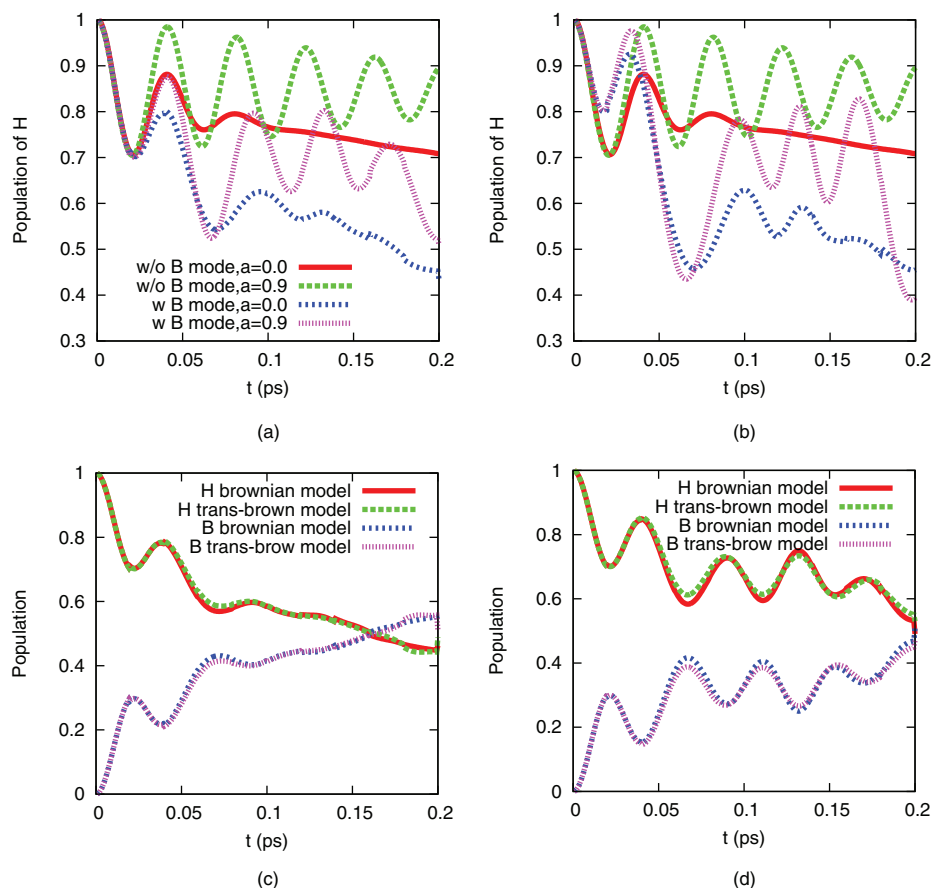 1
0.9
0.8
0.7
0.6
0.5
0.4
0.3
Population of H
w/o B mode,a=0.0
w/o B mode,a=0.9
w B mode,a=0.0
w B mode,a=0.9
0 0.05 0.1 0.15 0.2
t (ps)
(a)
1
0.9
0.8
0.7
0.6
0.5
0.4
0.3
Population of H
0 0.05 0.1 0.15 0.2
t (ps)
(b)
1
0.8
0.6
0.4
0.2
0
Population
H brownian model
H trans-brown model
B brownian model
B trans-brow model
0 0.05 0.1 0.15 0.2
t (ps)
(c)
1
0.8
0.6
0.4
0.2
0
Population
H brownian model
H trans-brown model
B brownian model
B trans-brow model
0 0.05 0.1 0.15 0.2
t (ps)
(d)